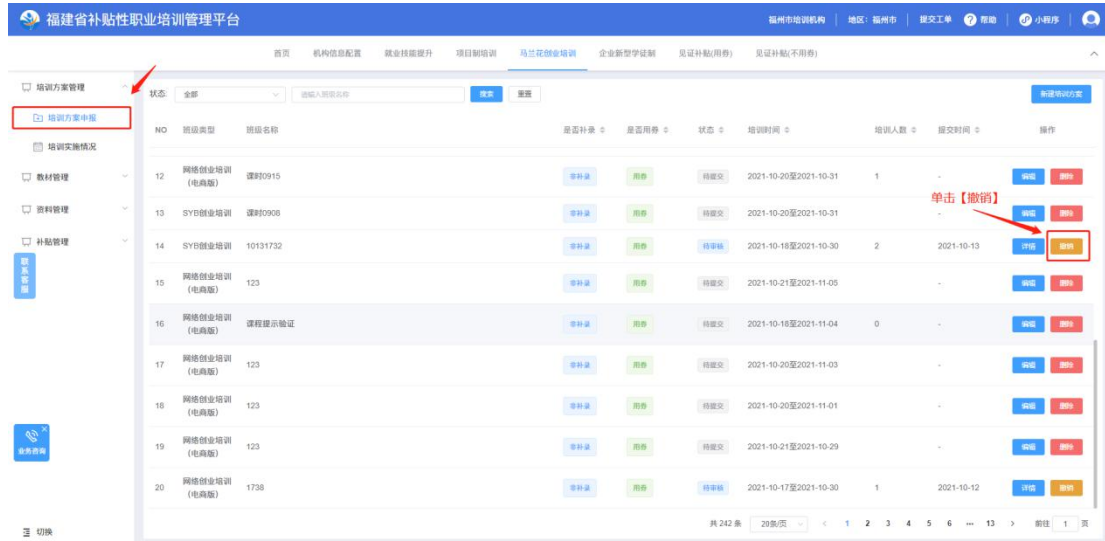 福建省补贴性职业培训管理平台
福州市培训机构 地区：福州市 提交工单 帮助 小程序
首页 机构信息配置 就业技能提升 项目制培训 马兰花创业培训 企业新型学徒制 见证补贴(用券) 见证补贴(不用券)
培训方案管理
培训方案申报
培训实施情况
教材管理
资料管理
补贴管理
联系客服
业务咨询
切换
状态 全部 请输入班级名称 搜索 重置 新建培训方案
NO 班级类型 班级名称 是否补录 是否用券 状态 培训时间 培训人数 提交时间 操作
12 网络创业培训(电商版) 课时0915 非补录 用券 待提交 2021-10-20至2021-10-31 1 - 编辑 删除
单击【撤销】
13 SYB创业培训 课时0908 非补录 用券 待提交 2021-10-20至2021-10-31 - 编辑 删除
14 SYB创业培训 10131732 非补录 用券 待审核 2021-10-18至2021-10-30 2 2021-10-13 详情 撤销
15 网络创业培训(电商版) 123 非补录 用券 待提交 2021-10-21至2021-11-05 - 编辑 删除
16 网络创业培训(电商版) 课程提示验证 非补录 用券 待提交 2021-10-18至2021-11-04 0 - 编辑 删除
17 网络创业培训(电商版) 123 非补录 用券 待提交 2021-10-20至2021-11-03 - 编辑 删除
18 网络创业培训(电商版) 123 非补录 用券 待提交 2021-10-20至2021-11-01 - 编辑 删除
19 网络创业培训(电商版) 123 非补录 用券 待提交 2021-10-21至2021-10-29 - 编辑 删除
20 网络创业培训(电商版) 1738 非补录 用券 待审核 2021-10-17至2021-10-30 1 2021-10-12 详情 撤销
共 242 条 20条/页 < 1 2 3 4 5 6 ··· 13 > 前往 1 页